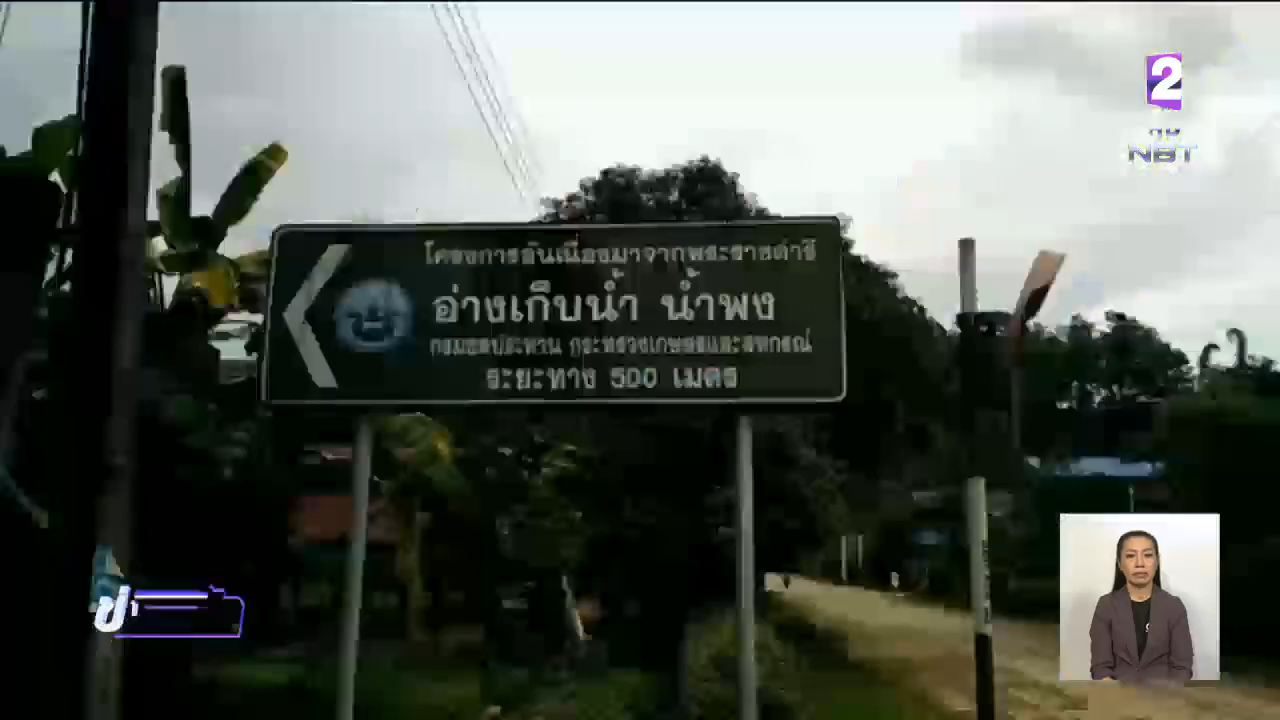 2
NBT
โครงการอันเนื่องมาจากพระราชดำริ
อ่างเก็บน้ำ น้ำพง
กรมชลประทาน กระทรวงเกษตรและสหกรณ์
ระยะทาง 500 เมตร